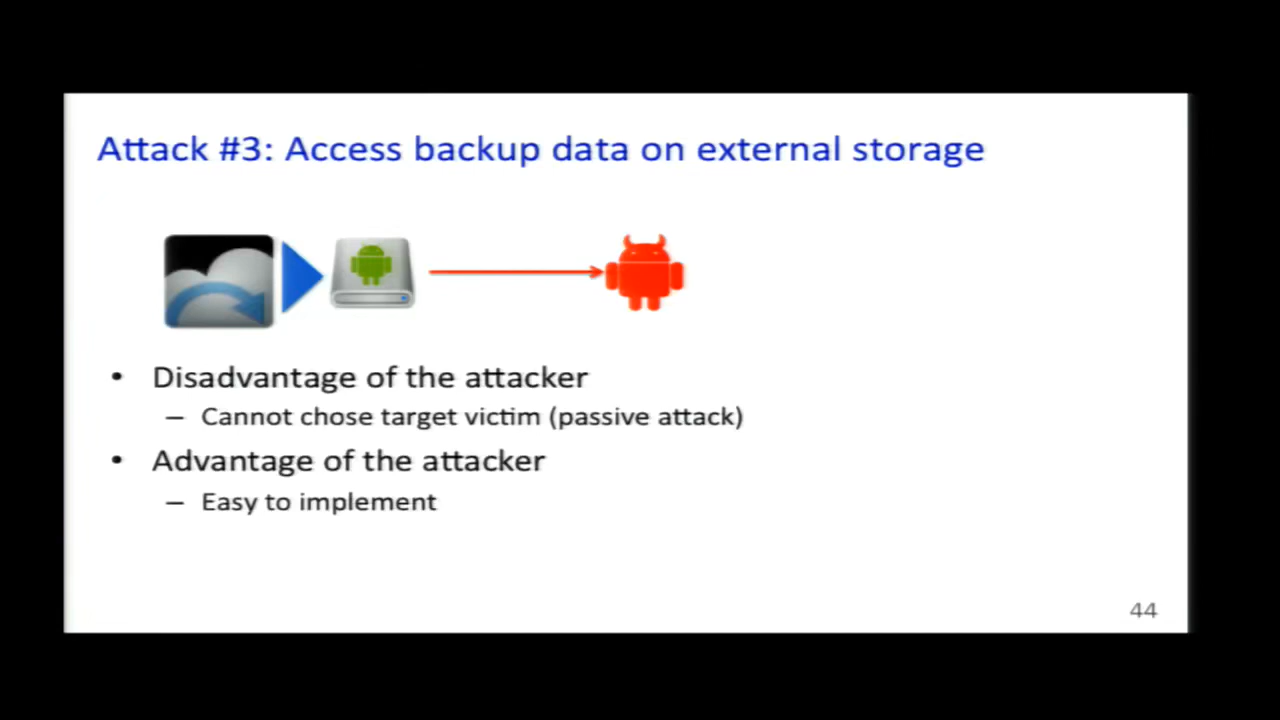 Attack #3: Access backup data on external storage
• Disadvantage of the attacker
– Cannot chose target victim (passive attack)
• Advantage of the attacker
– Easy to implement
44